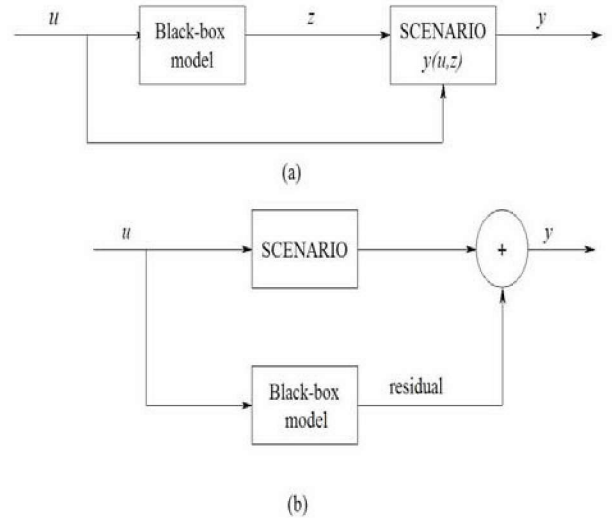 u
Black-box
model
z
SCENARIO
y(u,z)
y
(a)
u
SCENARIO
+
y
Black-box
model
residual
(b)